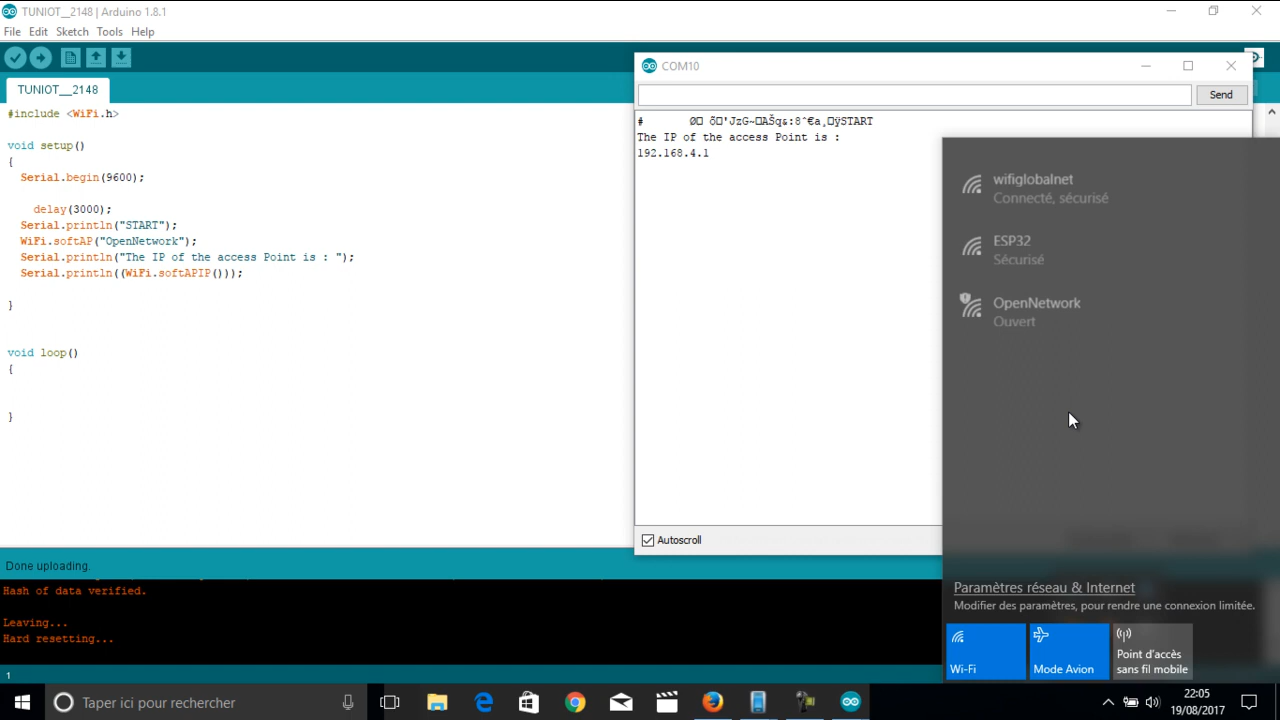 TUNIOT__2148 | Arduino 1.8.1
File Edit Sketch Tools Help
TUNIOT__2148
#include <WiFi.h>
void setup()
{
Serial.begin(9600);
delay(3000);
Serial.println("START");
WiFi.softAP("OpenNetwork");
Serial.println("The IP of the access Point is : ");
Serial.println((WiFi.softAPIP()));
}
void loop()
{
}
Done uploading.
Hash of data verified.
Leaving...
Hard resetting...
1
COM10
Send
START
The IP of the access Point is :
192.168.4.1
Autoscroll
wifiglobalnet
Connecté, sécurisé
ESP32
Sécurisé
OpenNetwork
Ouvert
Paramètres réseau & Internet
Modifier des paramètres, pour rendre une connexion limitée.
Wi-Fi
Mode Avion
Point d'accès
sans fil mobile
Taper ici pour rechercher
22:05
19/08/2017